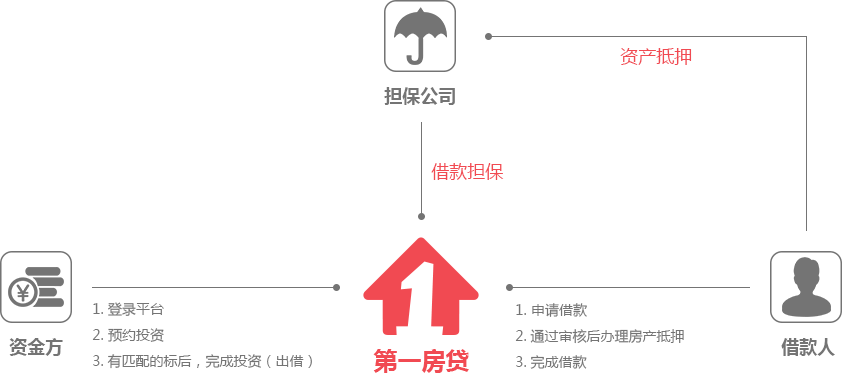 资产抵押
担保公司
借款担保
1. 登录平台
2. 预约投资
3. 有匹配的标后，完成投资（出借）
资金方
1
第一房贷
1. 申请借款
2. 通过审核后办理房产抵押
3. 完成借款
借款人